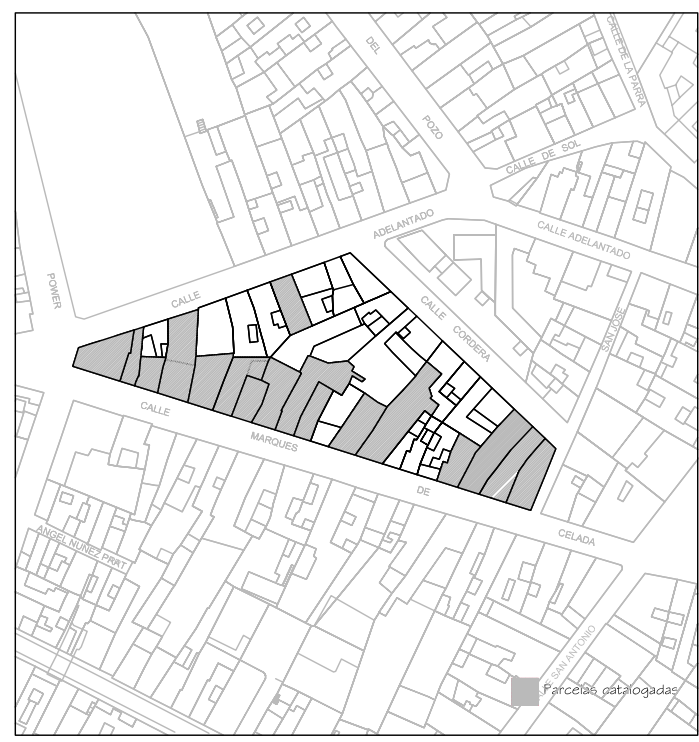 DEL
POZO
CALLE DE LA PARRA
CALLE DE SOL
ADELANTADO
CALLE ADELANTADO
POWER
CALLE
CALLE CORDERA
SAN JOSE
CALLE
MARQUES
DE
CELADA
ANGEL NUÑEZ PRAT
SAN ANTONIO
Parcelas catalogadas